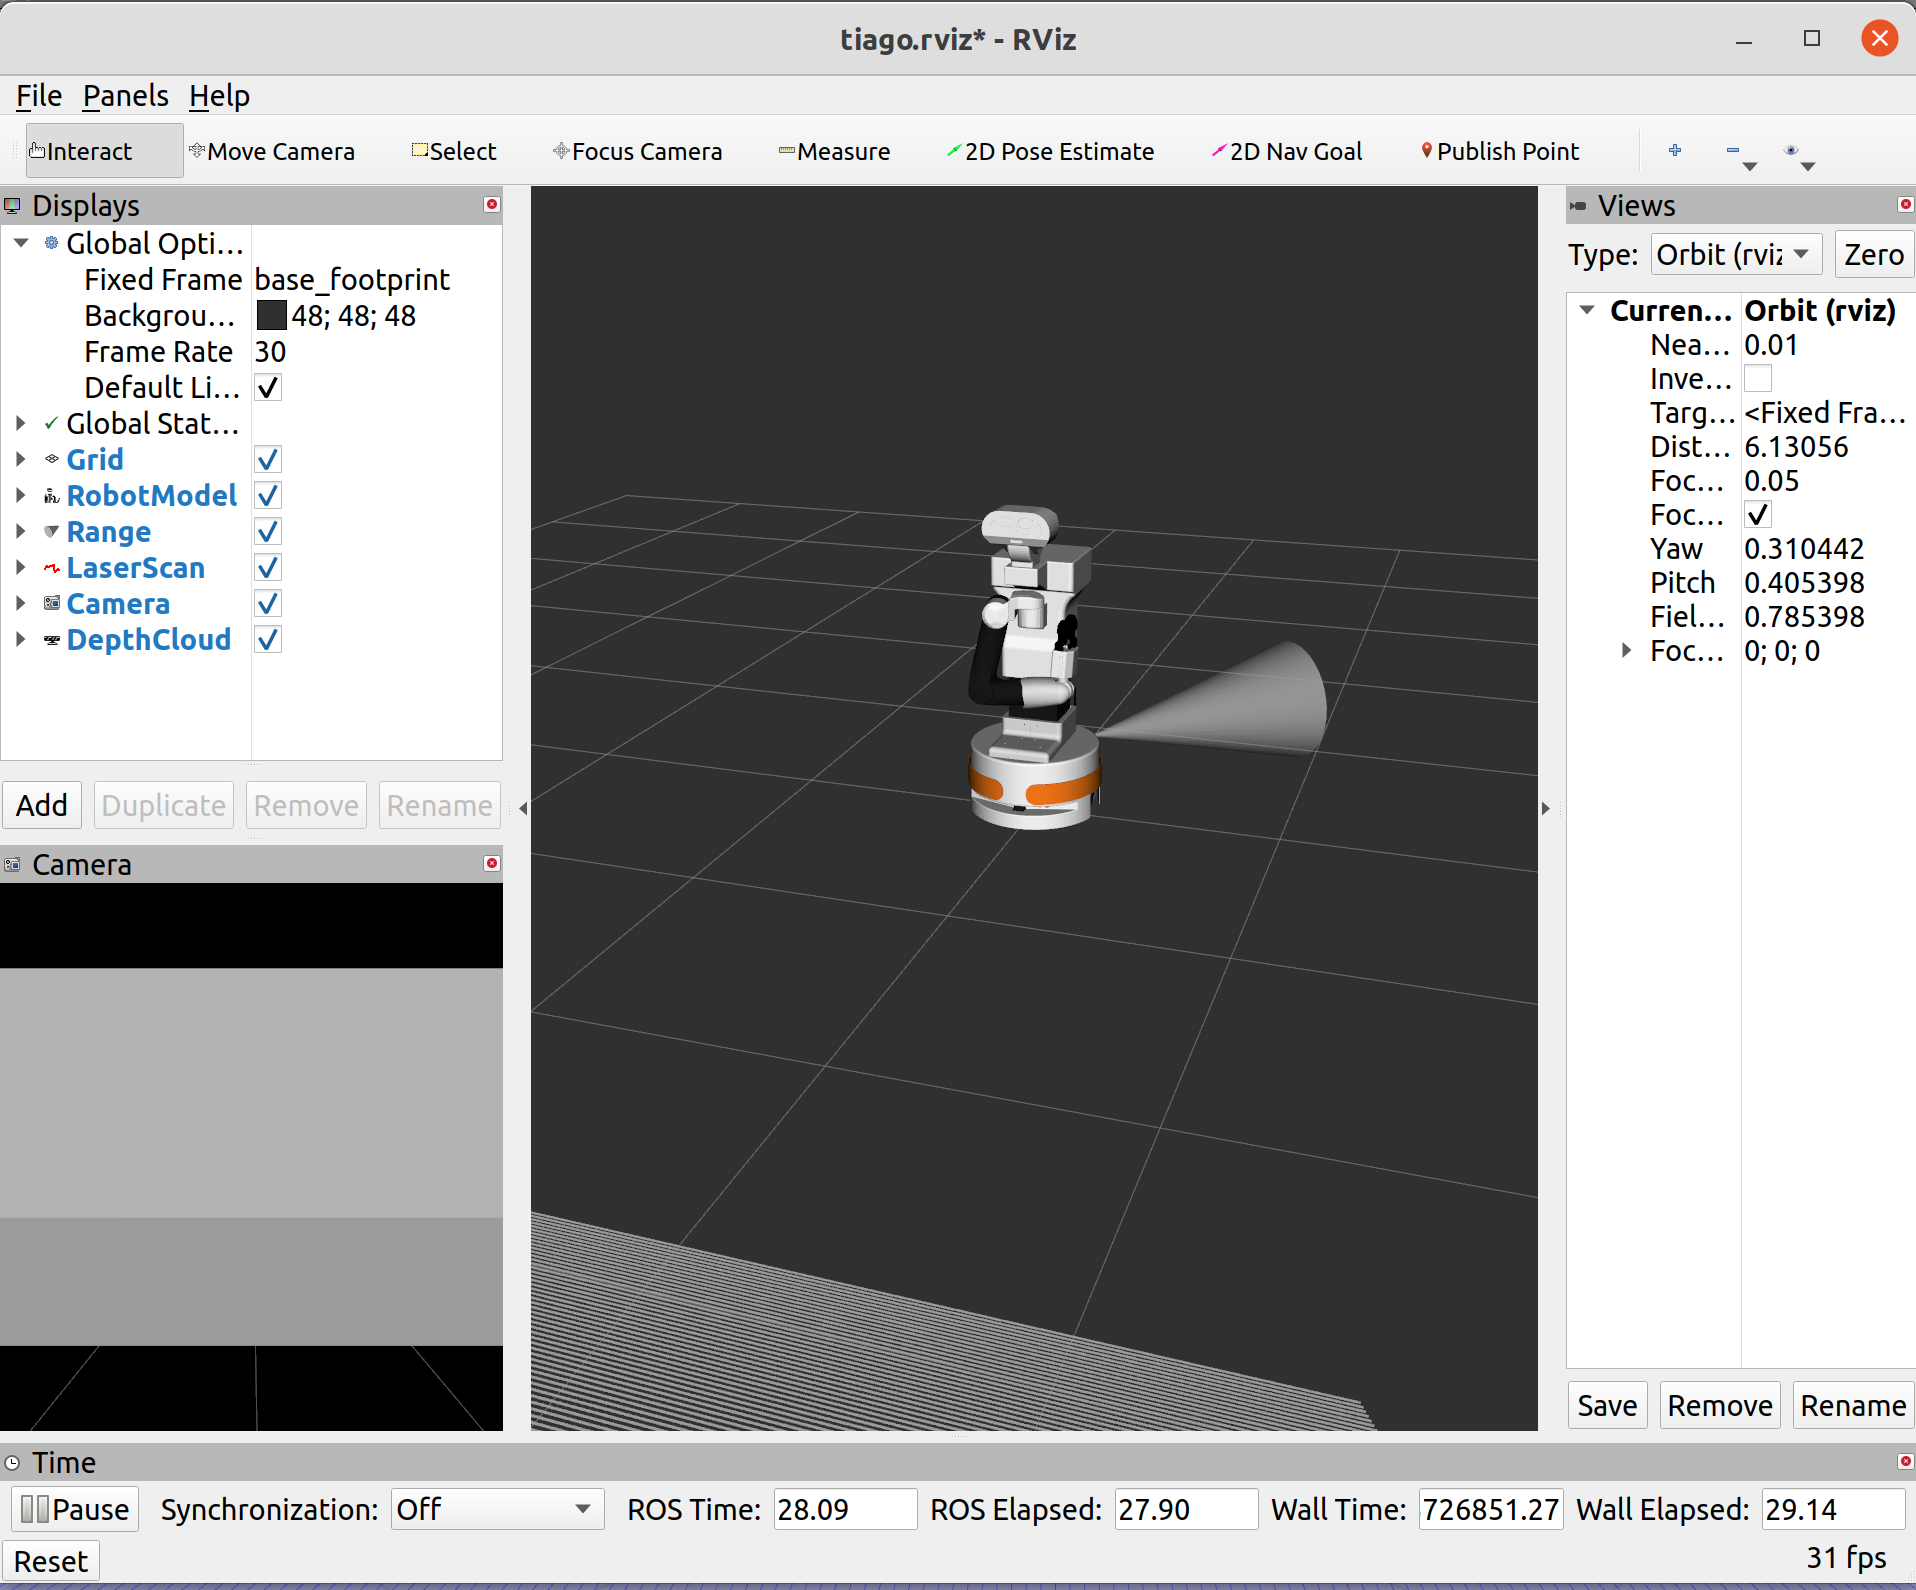 tiago.rviz* - RViz
File Panels Help
Interact Move Camera Select Focus Camera Measure 2D Pose Estimate 2D Nav Goal Publish Point
Displays
Global Opti...
Fixed Frame base_footprint
Backgrou... 48; 48; 48
Frame Rate 30
Default Li...
Global Stat...
Grid
RobotModel
Range
LaserScan
Camera
DepthCloud
Add Duplicate Remove Rename
Camera
Views
Type: Orbit (rviz Zero
Curren... Orbit (rviz)
Nea... 0.01
Inve...
Targ... <Fixed Fra...
Dist... 6.13056
Foc... 0.05
Foc...
Yaw 0.310442
Pitch 0.405398
Fiel... 0.785398
Foc... 0; 0; 0
Save Remove Rename
Time
Pause Synchronization: Off ROS Time: 28.09 ROS Elapsed: 27.90 Wall Time: 726851.27 Wall Elapsed: 29.14
Reset 31 fps